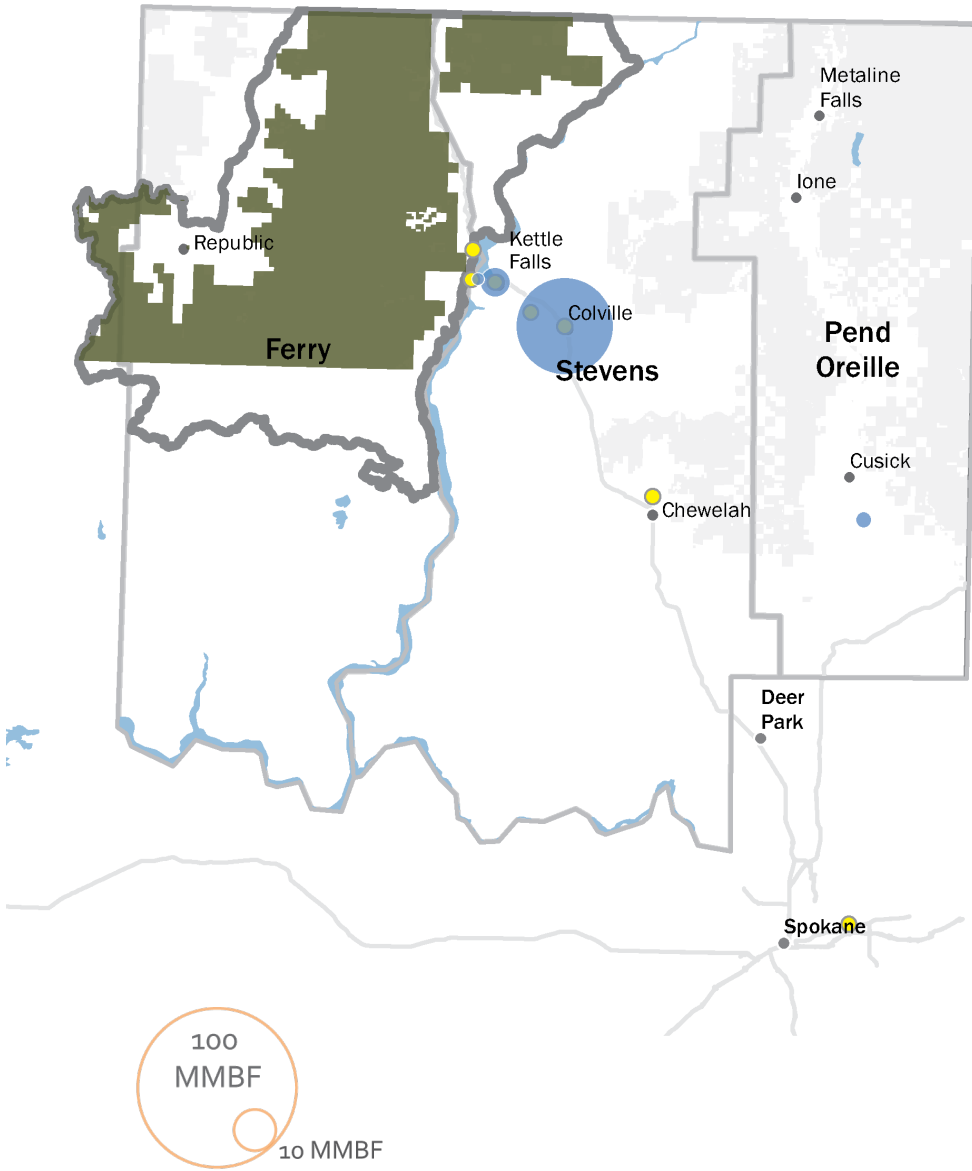 Metaline
Falls
Ione
Republic
Kettle
Falls
Colville
Ferry
Stevens
Pend
Oreille
Cusick
Chewelah
Deer
Park
Spokane
100
MMBF
10 MMBF